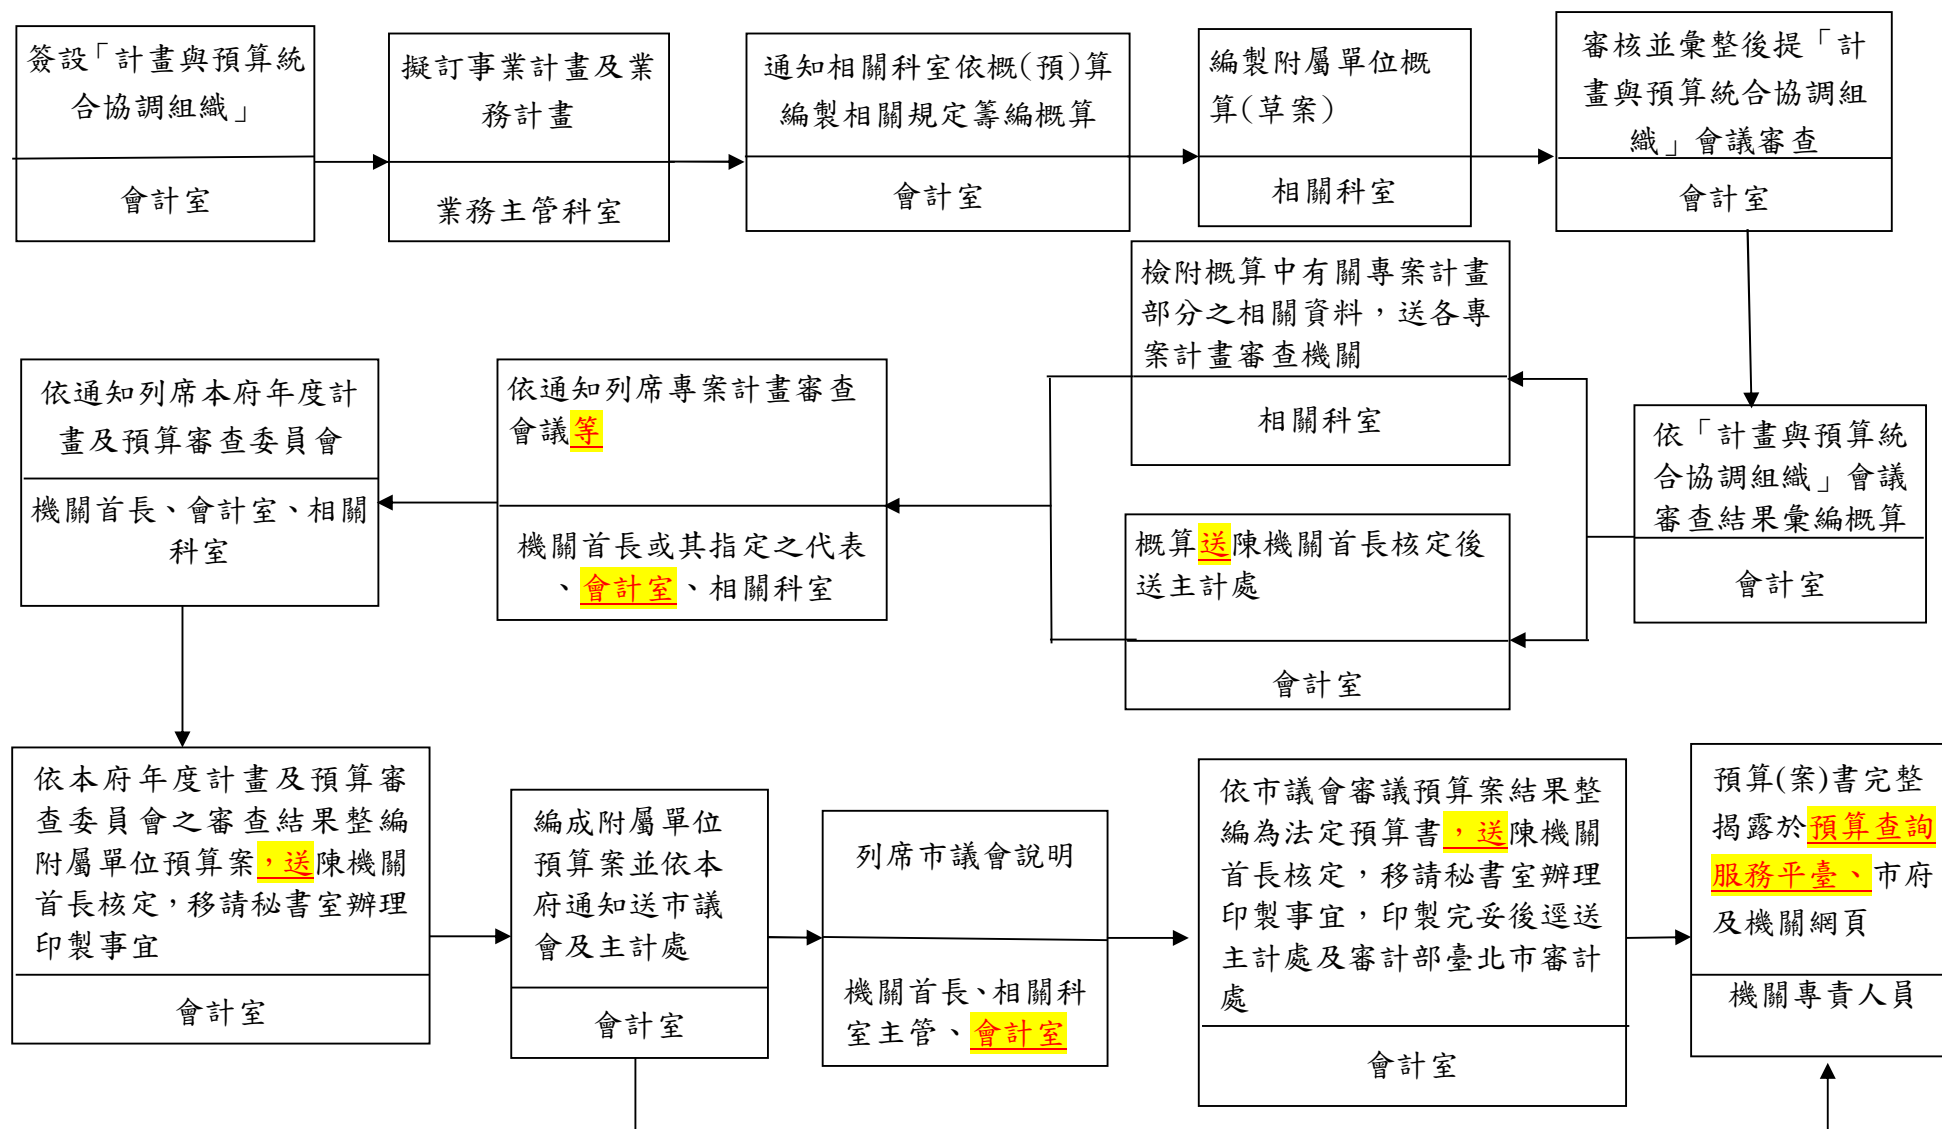 簽設「計畫與預算統
合協調組織」
會計室
擬訂事業計畫及業
務計畫
業務主管科室
通知相關科室依概(預)算
編製相關規定籌編概算
會計室
編製附屬單位概
算(草案)
相關科室
審核並彙整後提「計
畫與預算統合協調組
織」會議審查
會計室
依「計畫與預算統
合協調組織」會議
審查結果彙編概算
會計室
檢附概算中有關專案計畫
部分之相關資料，送各專
案計畫審查機關
相關科室
概算送陳機關首長核定後
送主計處
會計室
依通知列席專案計畫審查
會議等
機關首長或其指定之代表
、會計室、相關科室
依通知列席本府年度計
畫及預算審查委員會
機關首長、會計室、相關
科室
依本府年度計畫及預算審
查委員會之審查結果整編
附屬單位預算案，送陳機關
首長核定，移請秘書室辦理
印製事宜
會計室
編成附屬單位
預算案並依本
府通知送市議
會及主計處
會計室
列席市議會說明
機關首長、相關科
室主管、會計室
依市議會審議預算案結果整
編為法定預算書，送陳機關
首長核定，移請秘書室辦理
印製事宜，印製完妥後逕送
主計處及審計部臺北市審計
處
會計室
預算(案)書完整
揭露於預算查詢
服務平臺、市府
及機關網頁
機關專責人員